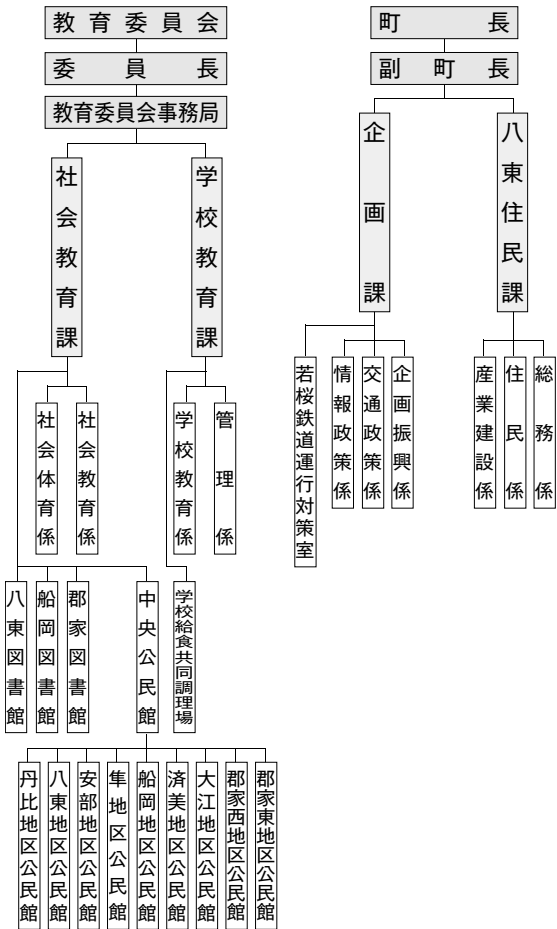 教育委員会
委員長
教育委員会事務局
社会教育課
学校教育課
社会体育係
社会教育係
学校教育係
管理係
八東図書館
船岡図書館
郡家図書館
中央公民館
学校給食共同調理場
丹比地区公民館
八東地区公民館
安部地区公民館
隼地区公民館
船岡地区公民館
済美地区公民館
大江地区公民館
郡家西地区公民館
郡家東地区公民館
町長
副町長
企画課
八東住民課
若桜鉄道運行対策室
情報政策係
交通政策係
企画振興係
産業建設係
住民係
総務係